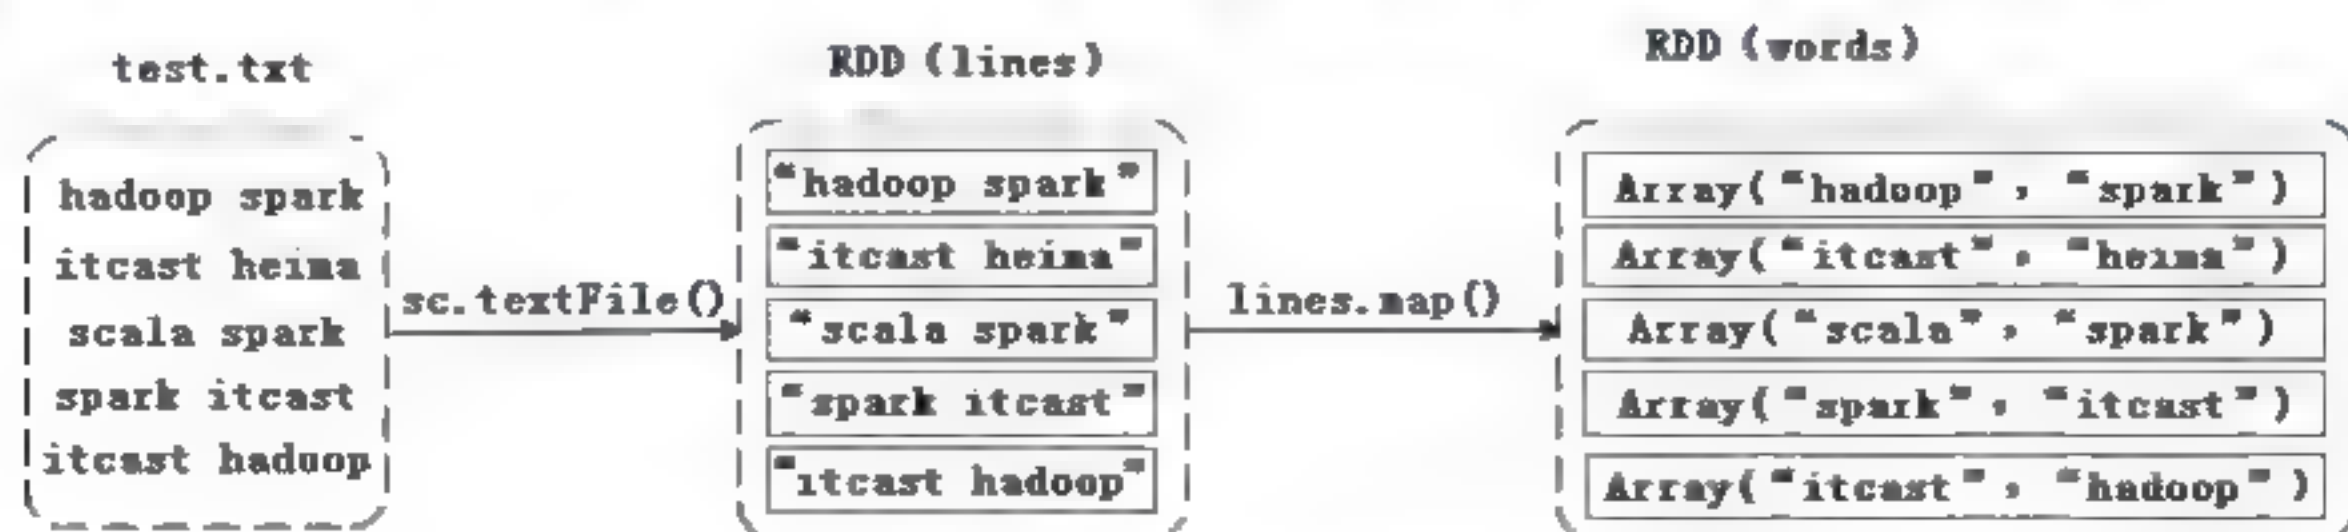 test.txt
hadoop spark
itcast heima
scala spark
spark itcast
itcast hadoop
sc.textFile()
RDD (lines)
“hadoop spark”
“itcast heima”
“scala spark”
“spark itcast”
“itcast hadoop”
lines.map()
RDD (words)
Array(“hadoop”, “spark”)
Array(“itcast”, “heima”)
Array(“scala”, “spark”)
Array(“spark”, “itcast”)
Array(“itcast”, “hadoop”)